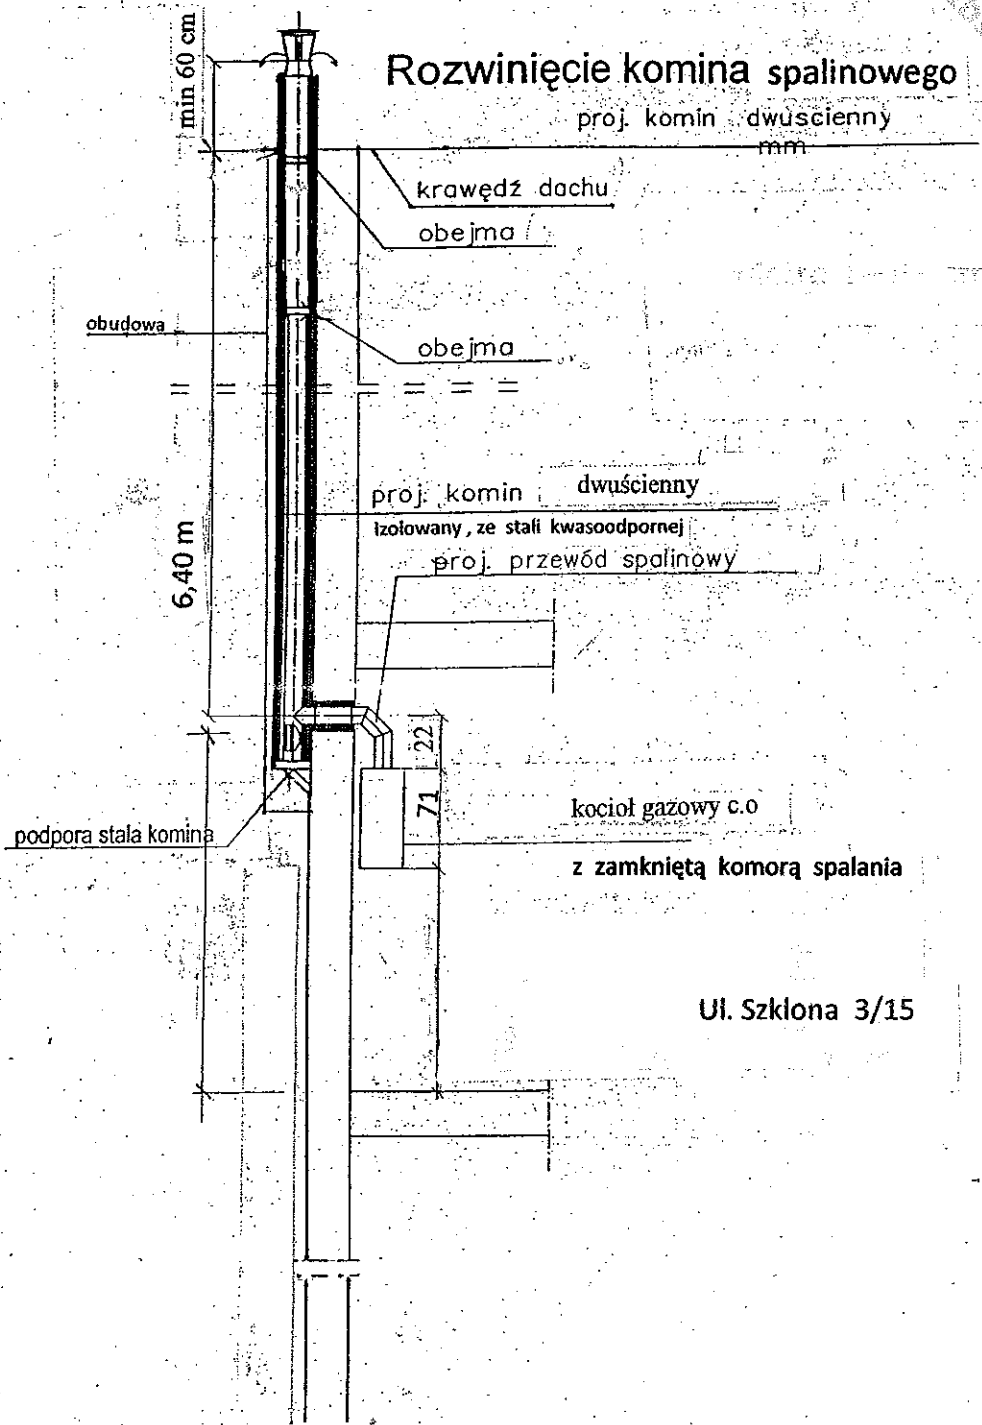 min 60 cm
Rozwinięcie komina spalinowego
proj. komin dwuscienny
mm
krawędź dachu
obejma
obudowa
obejma
proj. komin dwuścienny
Izolowany, ze stali kwasoodpornej
proj. przewód spalinowy
6,40 m
22
71
kocioł gazowy c.o
podpora stala komina
z zamkniętą komorą spalania
Ul. Szklona 3/15